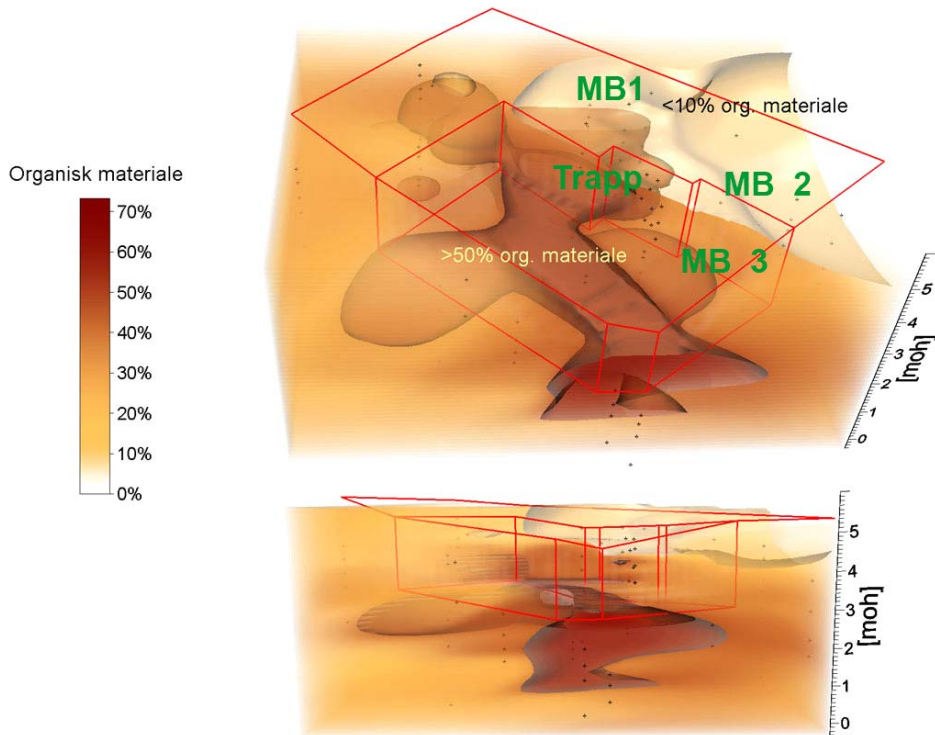 Organisk materiale
70%
60%
50%
40%
30%
20%
10%
0%
MB1
<10% org. materiale
Trapp
MB 2
>50% org. materiale
MB 3
5
4
3
2
1
0
[moh]
5
4
3
2
1
0
[moh]